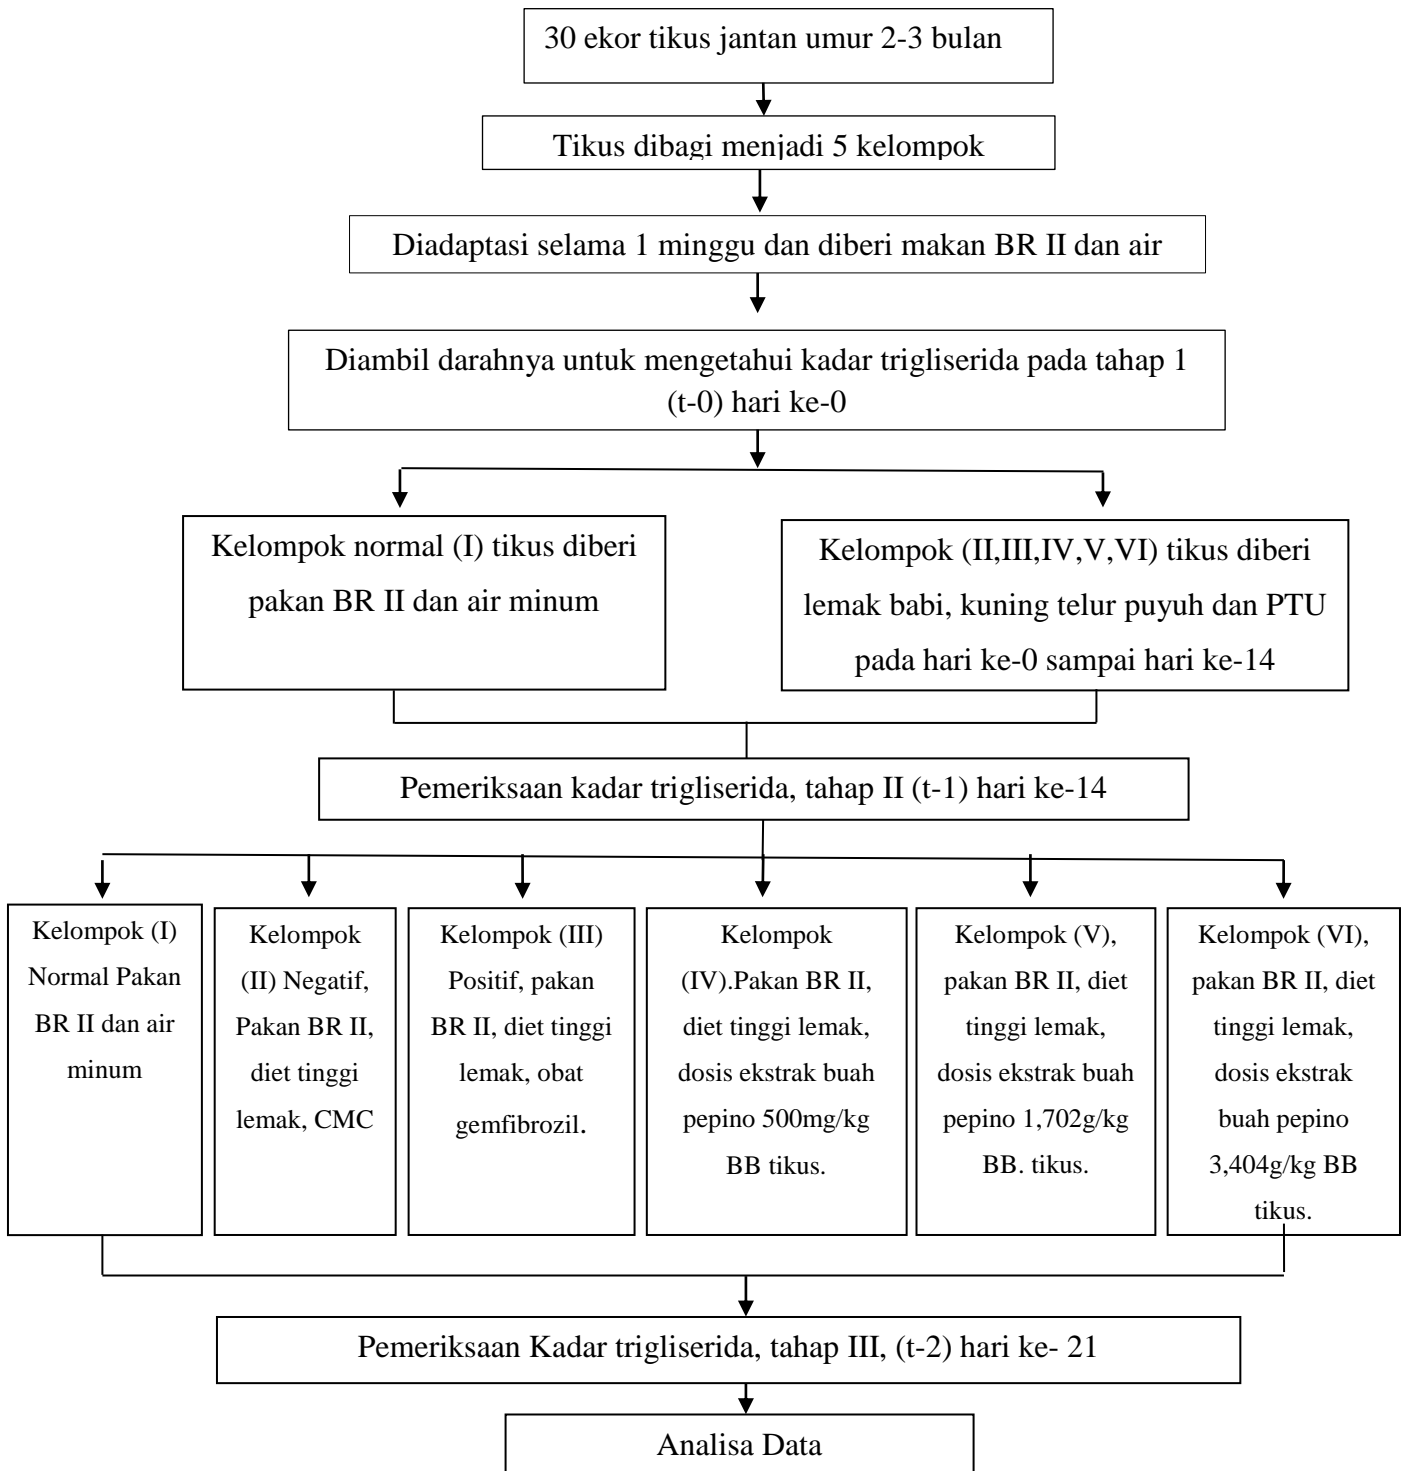 30 ekor tikus jantan umur 2-3 bulan
Tikus dibagi menjadi 5 kelompok
Diadaptasi selama 1 minggu dan diberi makan BR II dan air
Diambil darahnya untuk mengetahui kadar trigliserida pada tahap 1
(t-0) hari ke-0
Kelompok normal (I) tikus diberi
pakan BR II dan air minum
Kelompok (II,III,IV,V,VI) tikus diberi
lemak babi, kuning telur puyuh dan PTU
pada hari ke-0 sampai hari ke-14
Pemeriksaan kadar trigliserida, tahap II (t-1) hari ke-14
Kelompok (I)
Normal Pakan
BR II dan air
minum
Kelompok
(II) Negatif,
Pakan BR II,
diet tinggi
lemak, CMC
Kelompok (III)
Positif, pakan
BR II, diet tinggi
lemak, obat
gemfibrozil.
Kelompok
(IV).Pakan BR II,
diet tinggi lemak,
dosis ekstrak buah
pepino 500mg/kg
BB tikus.
Kelompok (V),
pakan BR II, diet
tinggi lemak,
dosis ekstrak buah
pepino 1,702g/kg
BB. tikus.
Kelompok (VI),
pakan BR II, diet
tinggi lemak,
dosis ekstrak
buah pepino
3,404g/kg BB
tikus.
Pemeriksaan Kadar trigliserida, tahap III, (t-2) hari ke- 21
Analisa Data